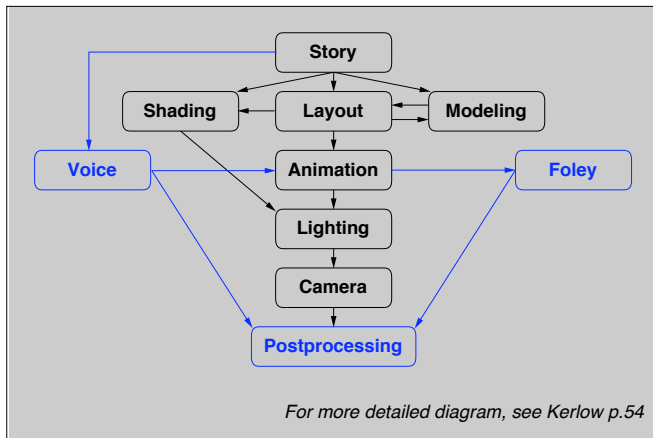 Story
Shading Layout Modeling
Voice Animation Foley
Lighting
Camera
Postprocessing
For more detailed diagram, see Kerlow p.54